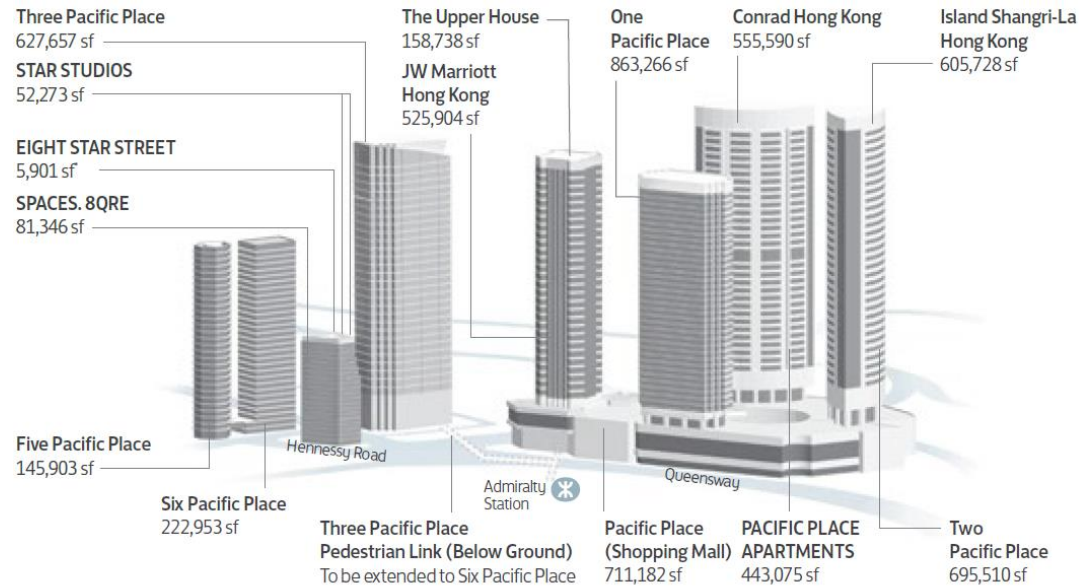 Three Pacific Place
627,657 sf
STAR STUDIOS
52,273 sf
EIGHT STAR STREET
5,901 sf
SPACES. 8QRE
81,346 sf
The Upper House
158,738 sf
JW Marriott
Hong Kong
525,904 sf
One
Pacific Place
863,266 sf
Conrad Hong Kong
555,590 sf
Island Shangri-La
Hong Kong
605,728 sf
Five Pacific Place
145,903 sf
Hennessy Road
Six Pacific Place
222,953 sf
Admiralty
Station
Queensway
Three Pacific Place
Pedestrian Link (Below Ground)
To be extended to Six Pacific Place
Pacific Place
(Shopping Mall)
711,182 sf
PACIFIC PLACE
APARTMENTS
443,075 sf
Two
Pacific Place
695,510 sf